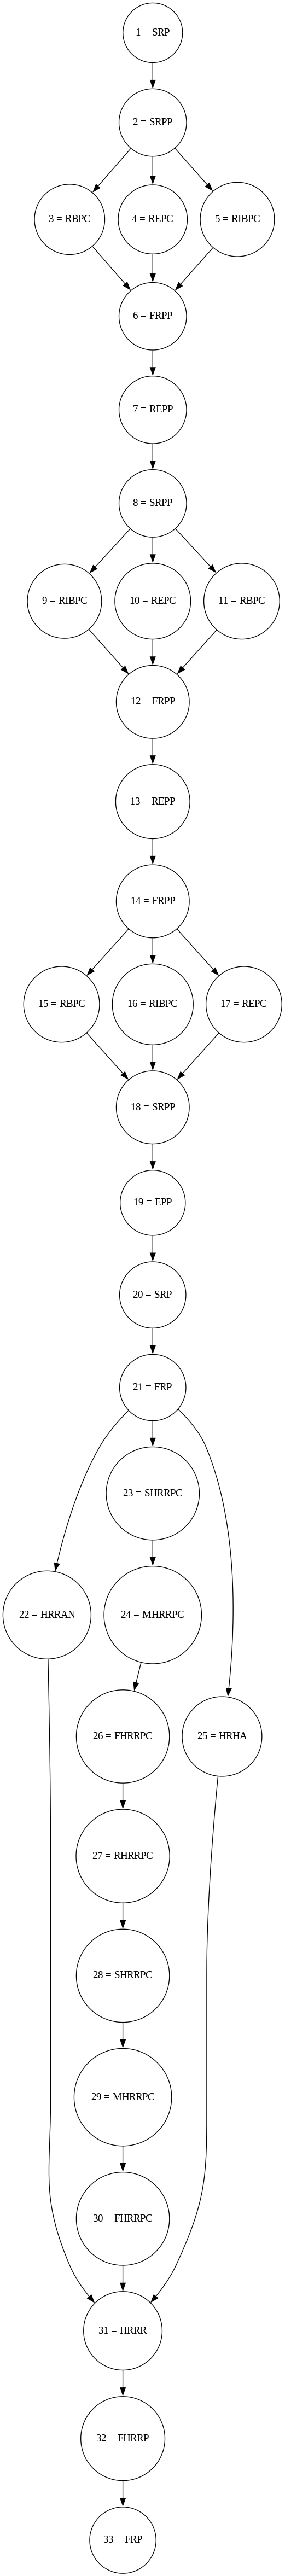 1 = SRP
2 = SRPP
3 = RBPC
4 = REPC
5 = RIBPC
6 = FRPP
7 = REPP
8 = SRPP
9 = RIBPC
10 = REPC
11 = RBPC
12 = FRPP
13 = REPP
14 = FRPP
15 = RBPC
16 = RIBPC
17 = REPC
18 = SRPP
19 = EPP
20 = SRP
21 = FRP
23 = SHRRPC
22 = HRRAN
24 = MHRRPC
26 = FHRRPC
25 = HRHA
27 = RHRRPC
28 = SHRRPC
29 = MHRRPC
30 = FHRRPC
31 = HRRR
32 = FHRRP
33 = FRP